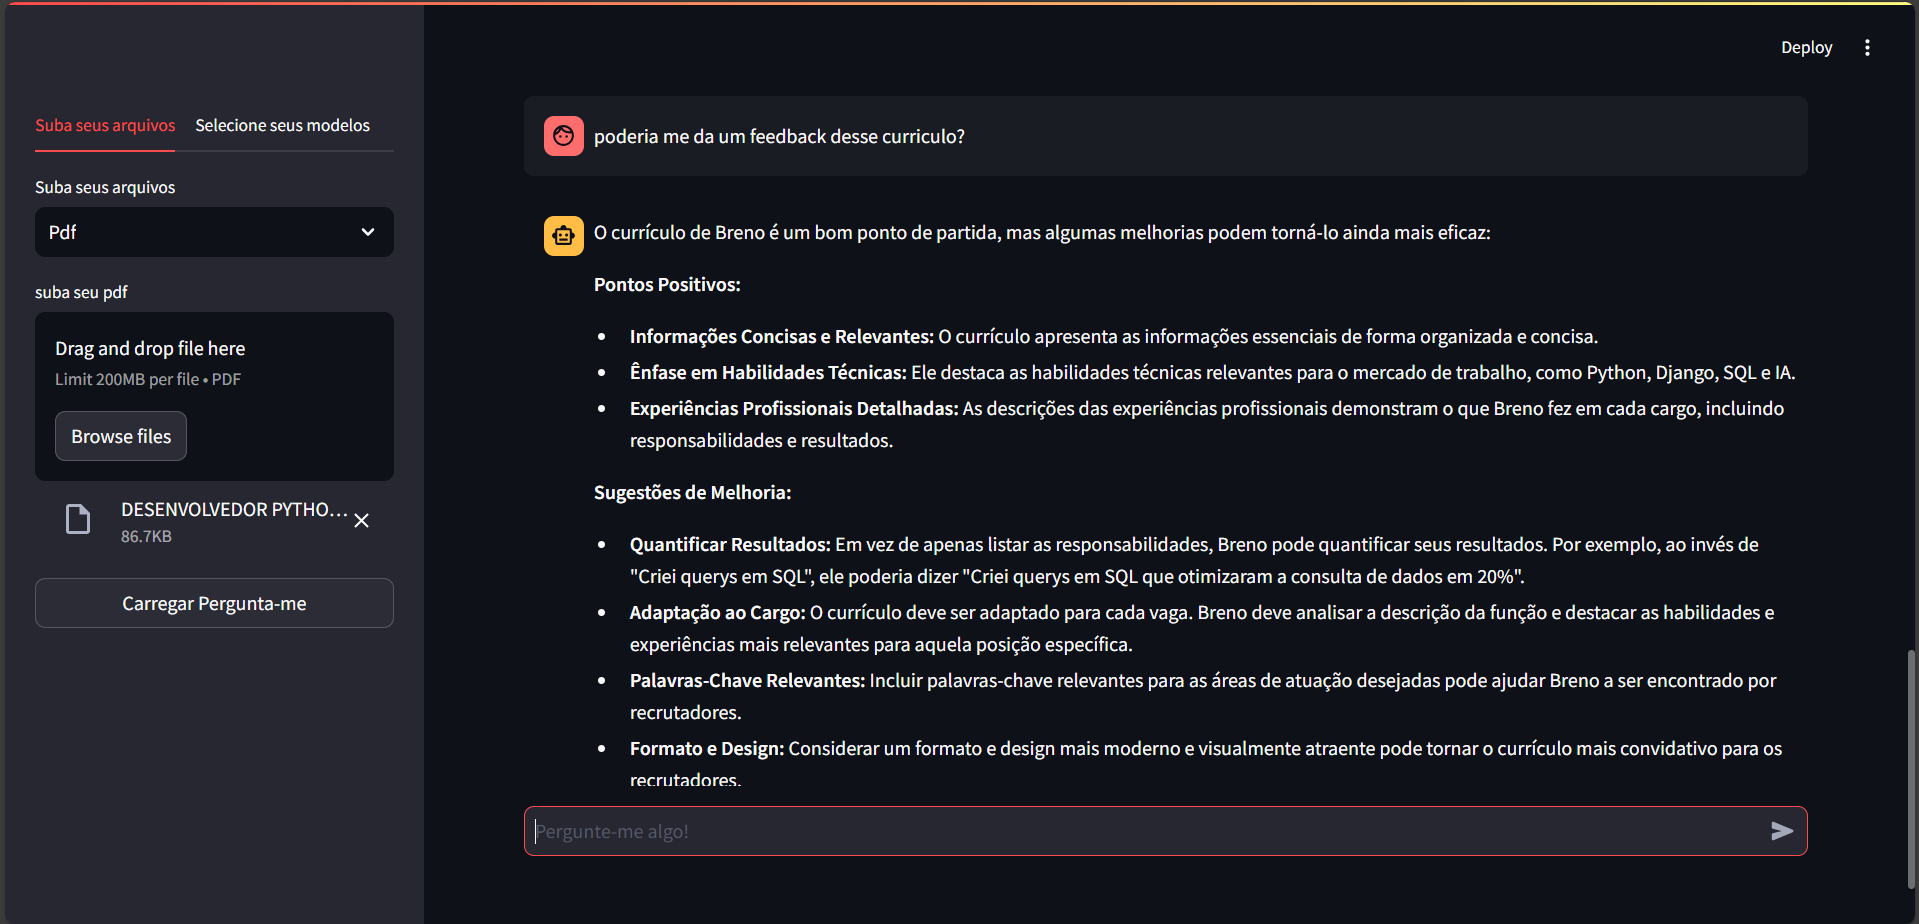 Deploy
Suba seus arquivos
Selecione seus modelos
Suba seus arquivos
Pdf
suba seu pdf
Drag and drop file here
Limit 200MB per file • PDF
Browse files
DESENVOLVEDOR PYTHO...
86.7KB
Carregar Pergunta-me
poderia me da um feedback desse curriculo?
O currículo de Breno é um bom ponto de partida, mas algumas melhorias podem torná-lo ainda mais eficaz:
Pontos Positivos:
• Informações Concisas e Relevantes: O currículo apresenta as informações essenciais de forma organizada e concisa.
• Ênfase em Habilidades Técnicas: Ele destaca as habilidades técnicas relevantes para o mercado de trabalho, como Python, Django, SQL e IA.
• Experiências Profissionais Detalhadas: As descrições das experiências profissionais demonstram o que Breno fez em cada cargo, incluindo
responsabilidades e resultados.
Sugestões de Melhoria:
• Quantificar Resultados: Em vez de apenas listar as responsabilidades, Breno pode quantificar seus resultados. Por exemplo, ao invés de
"Criei querys em SQL", ele poderia dizer "Criei querys em SQL que otimizaram a consulta de dados em 20%".
• Adaptação ao Cargo: O currículo deve ser adaptado para cada vaga. Breno deve analisar a descrição da função e destacar as habilidades e
experiências mais relevantes para aquela posição específica.
• Palavras-Chave Relevantes: Incluir palavras-chave relevantes para as áreas de atuação desejadas pode ajudar Breno a ser encontrado por
recrutadores.
• Formato e Design: Considerar um formato e design mais moderno e visualmente atraente pode tornar o currículo mais convidativo para os
recrutadores.
Pergunte-me algo!